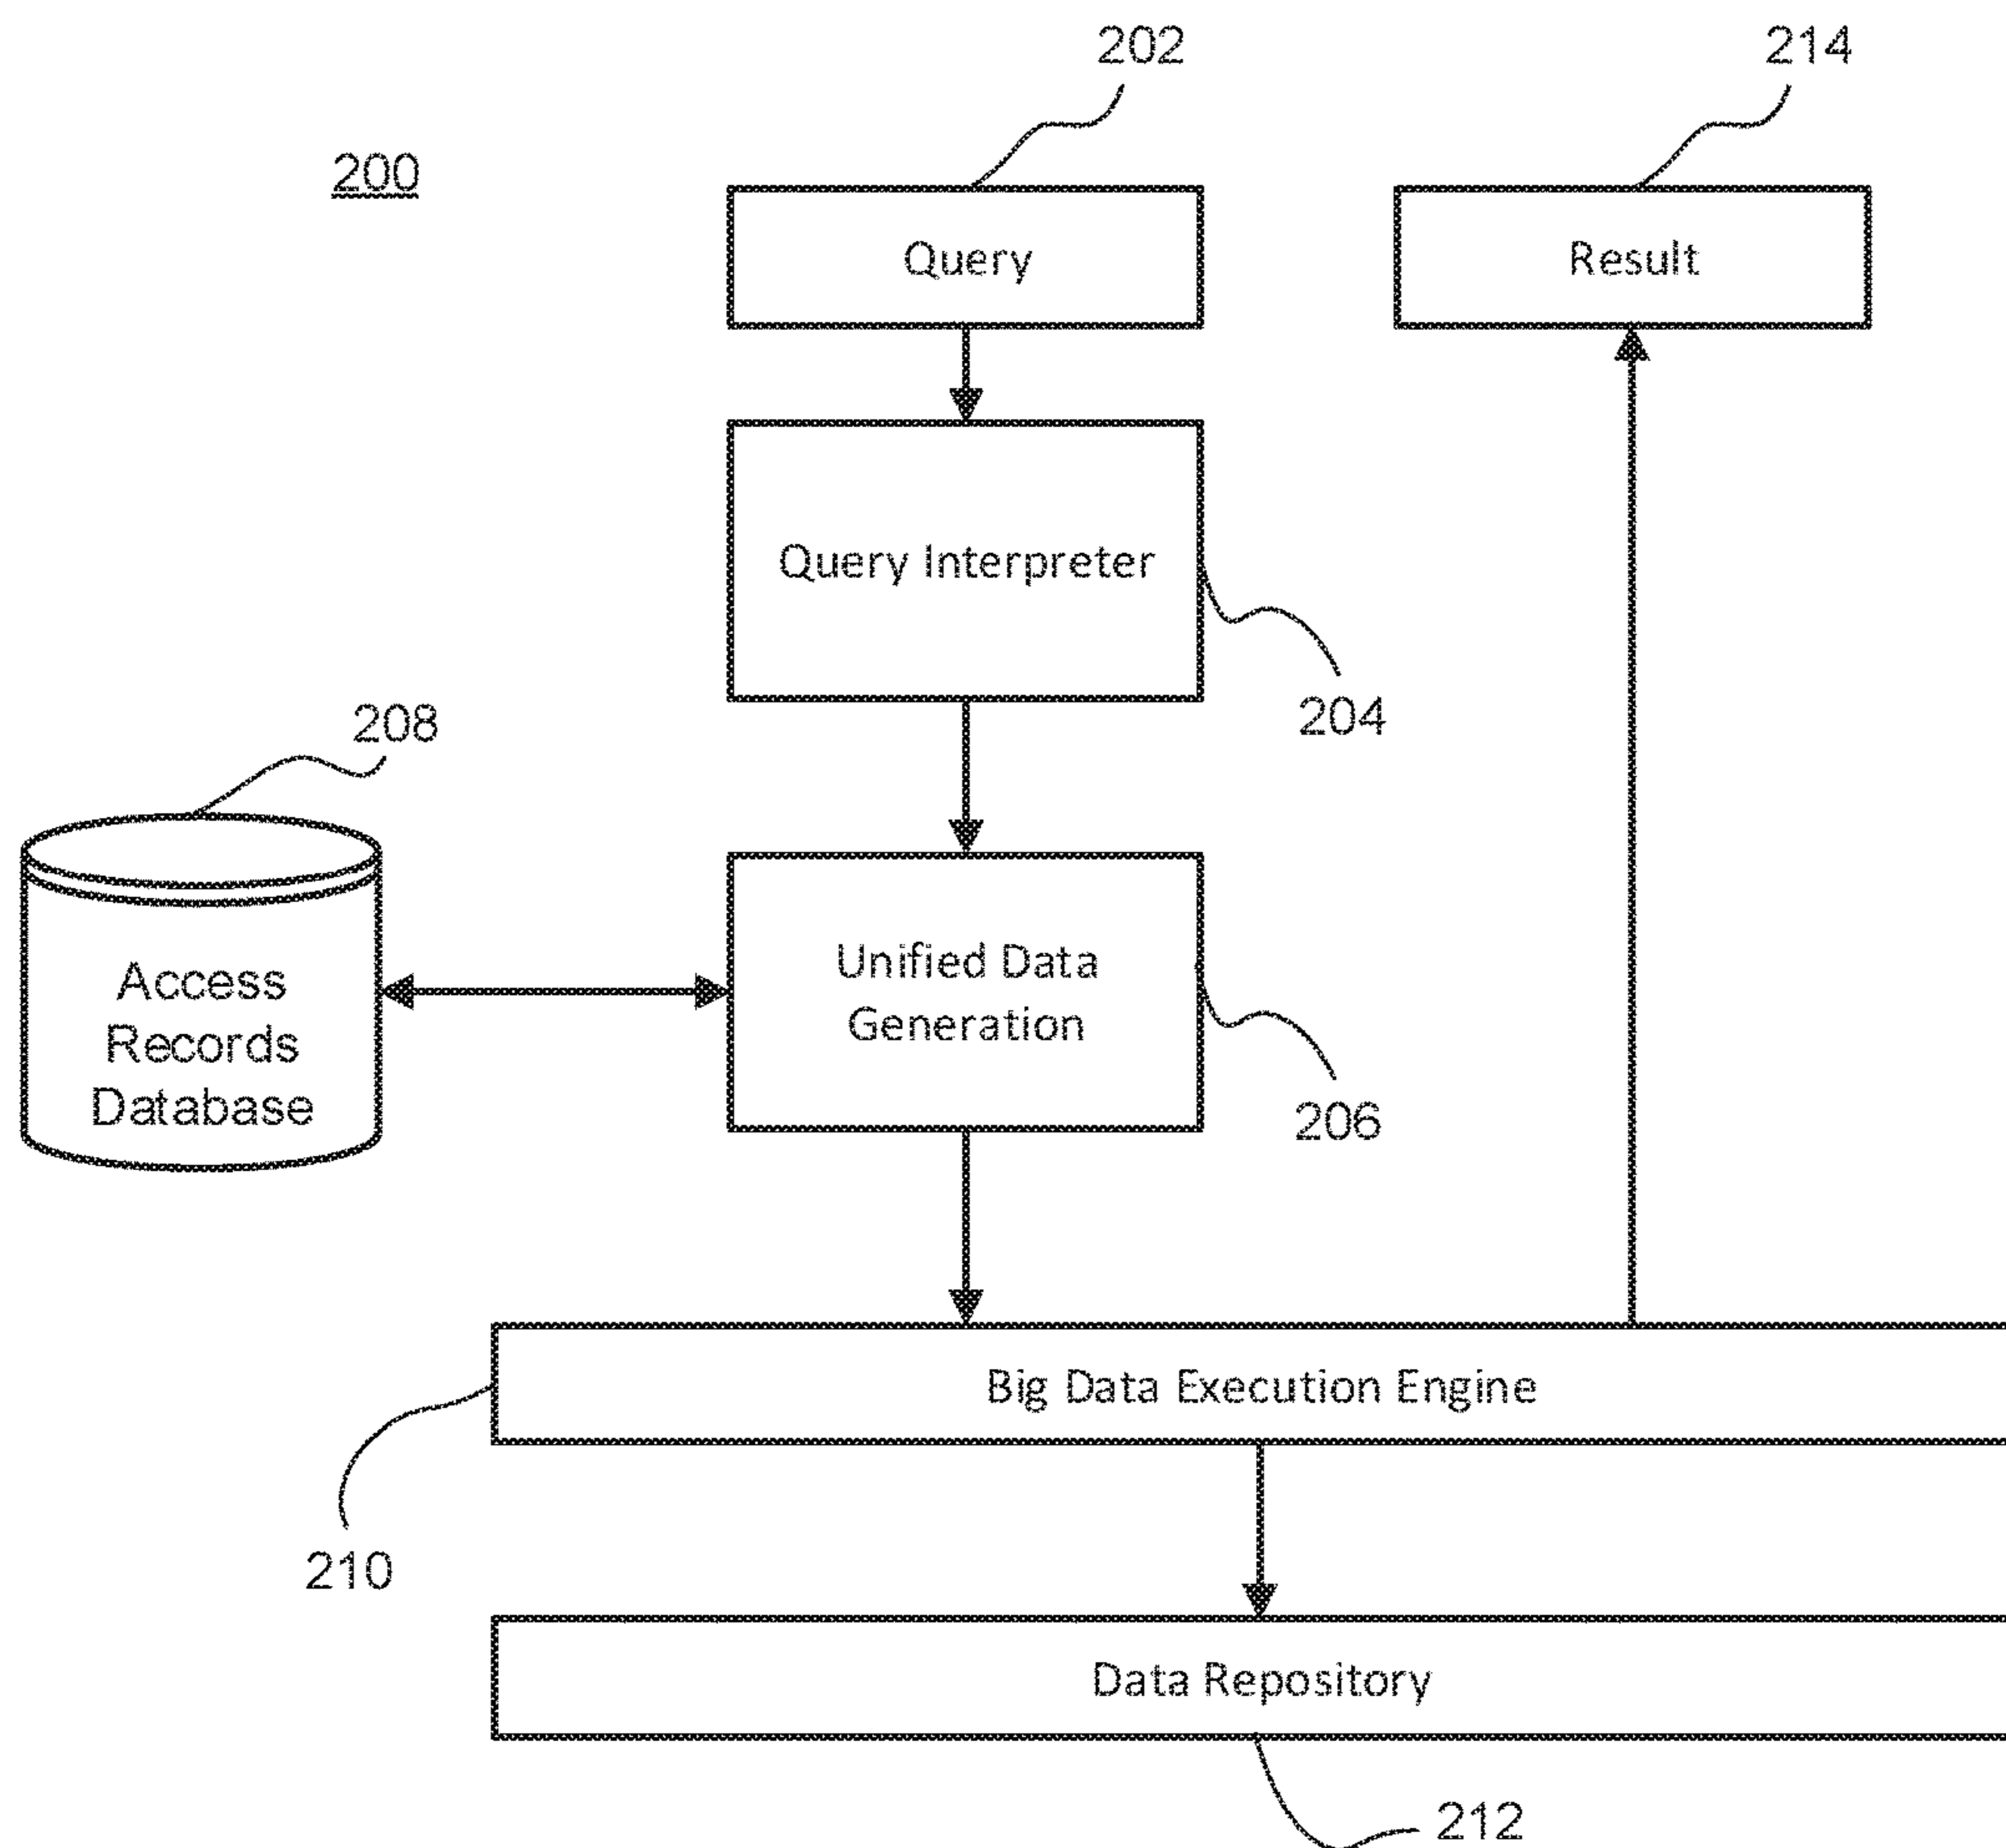 202
214
200
Query
Result
Query Interpreter
204
208
Access
Records
Database
Unified Data
Generation
206
Big Data Execution Engine
210
Data Repository
212